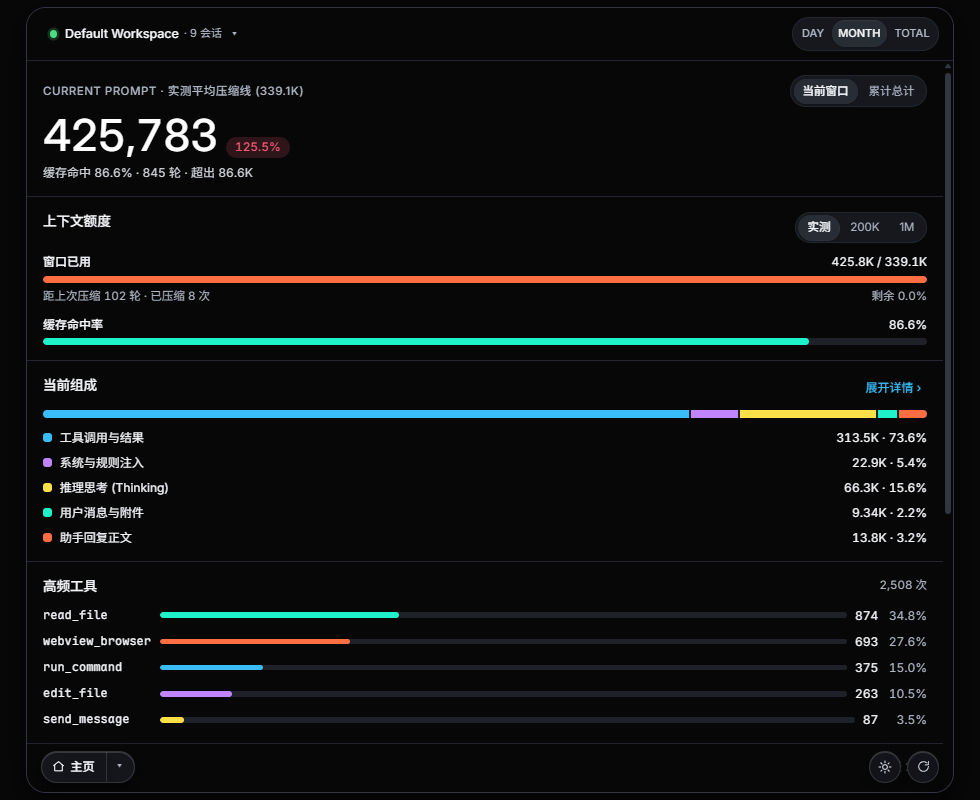 Default Workspace · 9 会话 ▾
DAY MONTH TOTAL
CURRENT PROMPT · 实测平均压缩线 (339.1K)
当前窗口 累计总计
425,783 125.5%
缓存命中 86.6% · 845 轮 · 超出 86.6K
上下文额度
实测 200K 1M
窗口已用 425.8K / 339.1K
距上次压缩 102 轮 · 已压缩 8 次 剩余 0.0%
缓存命中率 86.6%
当前组成 展开详情 ›
工具调用与结果 313.5K · 73.6%
系统与规则注入 22.9K · 5.4%
推理思考 (Thinking) 66.3K · 15.6%
用户消息与附件 9.34K · 2.2%
助手回复正文 13.8K · 3.2%
高频工具 2,508 次
read_file 874 34.8%
webview_browser 693 27.6%
run_command 375 15.0%
edit_file 263 10.5%
send_message 87 3.5%
主页 ▾